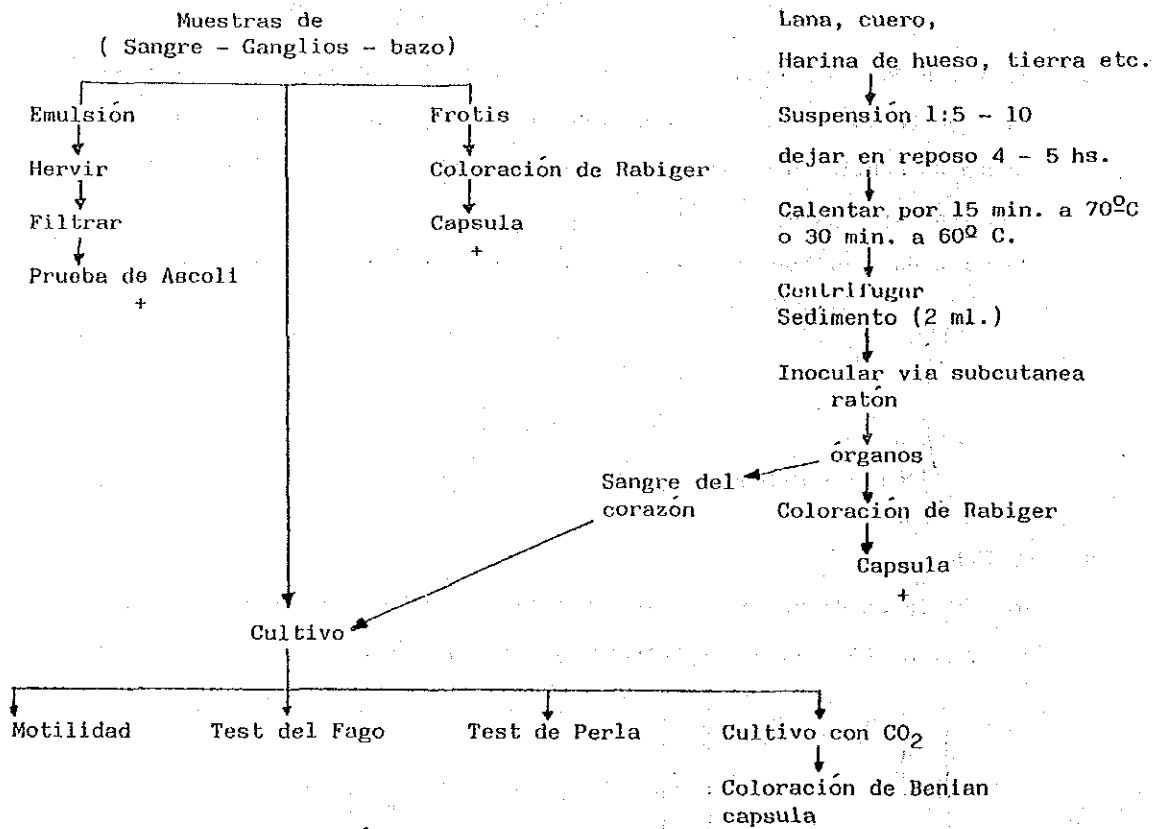 Muestras de
( Sangre - Ganglios - bazo)
Emulsión
Hervir
Filtrar
Prueba de Ascoli
+
Frotis
Coloración de Rabiger
Capsula
+
Lana, cuero,
Harina de hueso, tierra etc.
Suspensión 1:5 - 10
dejar en reposo 4 - 5 hs.
Calentar por 15 min. a 70ºC
o 30 min. a 60º C.
Centrifugar
Sedimento (2 ml.)
Inocular via subcutanea
ratón
órganos
Sangre del
corazón
Coloración de Rabiger
Capsula
+
Cultivo
Motilidad
Test del Fago
Test de Perla
Cultivo con CO2
Coloración de Benian
capsula